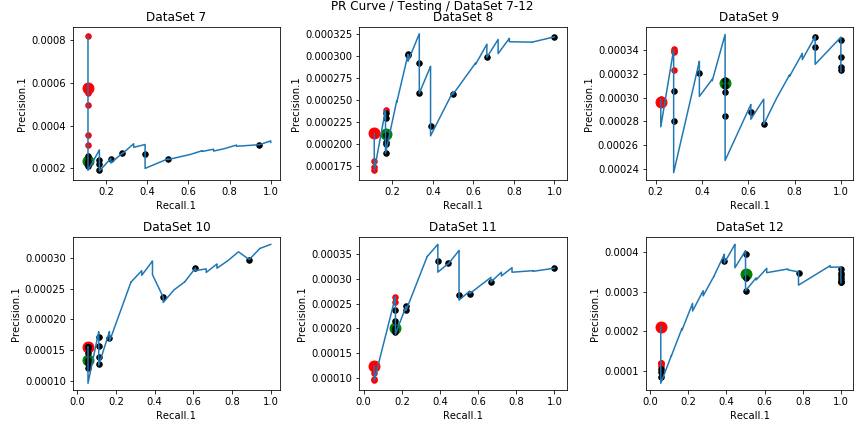 PR Curve / Testing / DataSet 7-12
DataSet 7
DataSet 8
DataSet 9
Precision.1
0.0008
0.0006
0.0004
0.0002
0.2 0.4 0.6 0.8 1.0
Recall.1
Precision.1
0.000325
0.000300
0.000275
0.000250
0.000225
0.000200
0.000175
0.2 0.4 0.6 0.8 1.0
Recall.1
Precision.1
0.00034
0.00032
0.00030
0.00028
0.00026
0.00024
0.2 0.4 0.6 0.8 1.0
Recall.1
DataSet 10
DataSet 11
DataSet 12
Precision.1
0.00030
0.00025
0.00020
0.00015
0.00010
0.0 0.2 0.4 0.6 0.8 1.0
Recall.1
Precision.1
0.00035
0.00030
0.00025
0.00020
0.00015
0.00010
0.0 0.2 0.4 0.6 0.8 1.0
Recall.1
Precision.1
0.0004
0.0003
0.0002
0.0001
0.0 0.2 0.4 0.6 0.8 1.0
Recall.1